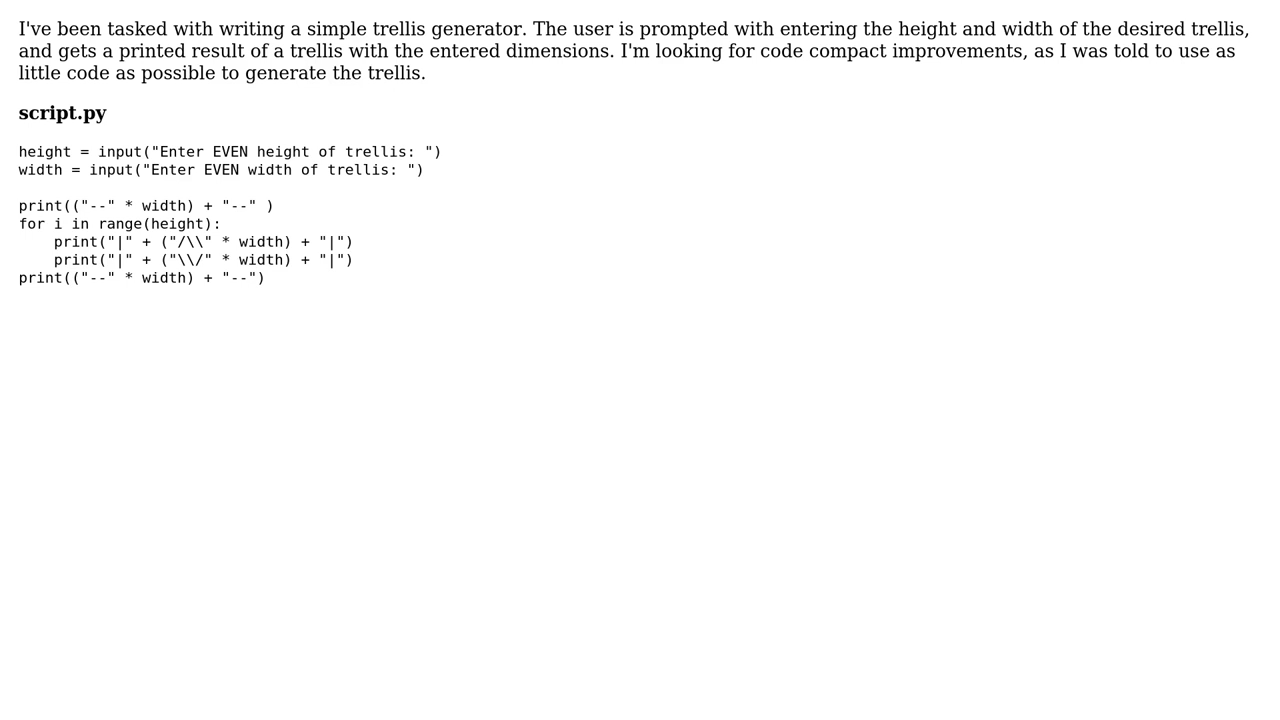 I've been tasked with writing a simple trellis generator. The user is prompted with entering the height and width of the desired trellis,
and gets a printed result of a trellis with the entered dimensions. I'm looking for code compact improvements, as I was told to use as
little code as possible to generate the trellis.
script.py
height = input("Enter EVEN height of trellis: ")
width = input("Enter EVEN width of trellis: ")
print(("--" * width) + "--" )
for i in range(height):
    print("|" + ("/\\" * width) + "|")
    print("|" + ("\\/" * width) + "|")
print(("--" * width) + "--")